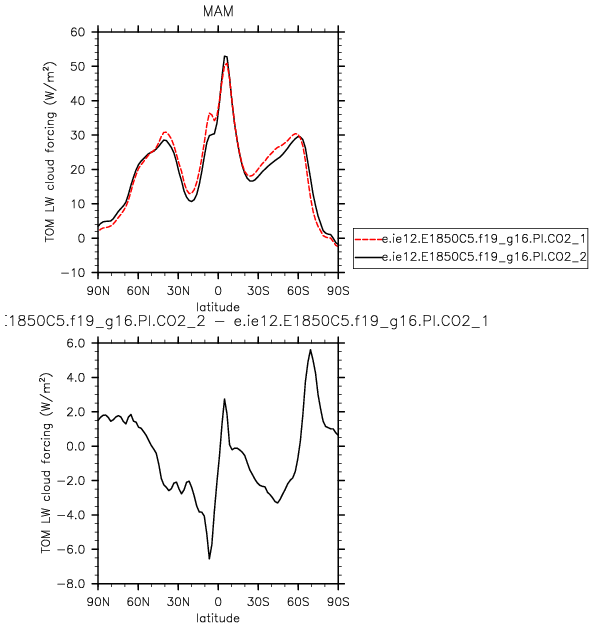 MAM
TOM LW cloud forcing (W/m²)
60
50
40
30
20
10
0
−10
90N 60N 30N 0 30S 60S 90S
latitude
e.ie12.E1850C5.f19_g16.PI.CO2_1
e.ie12.E1850C5.f19_g16.PI.CO2_2
:1850C5.f19_g16.PI.CO2_2 − e.ie12.E1850C5.f19_g16.PI.CO2_1
TOM LW cloud forcing (W/m²)
6.0
4.0
2.0
0.0
−2.0
−4.0
−6.0
−8.0
90N 60N 30N 0 30S 60S 90S
latitude